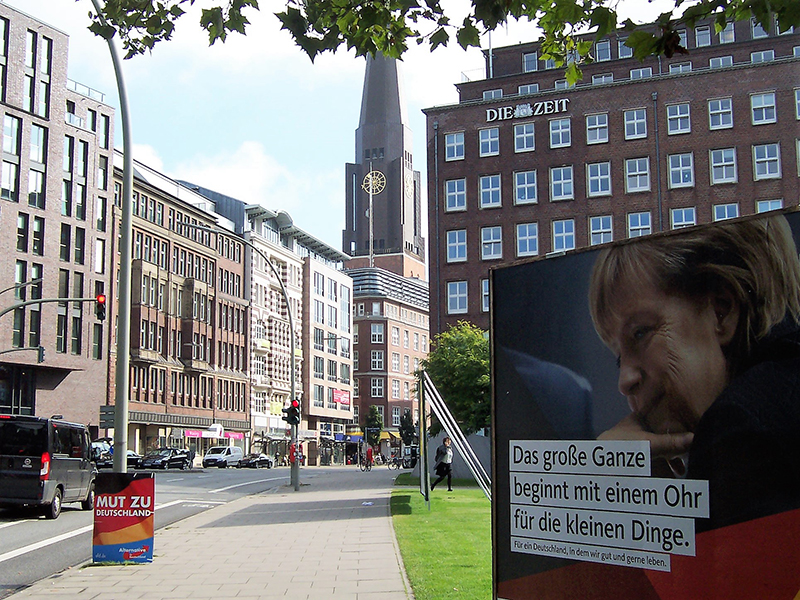 DIE ZEIT
MUT ZU
DEUTSCHLAND
Alternative
Das große Ganze
beginnt mit einem Ohr
für die kleinen Dinge.
Für ein Deutschland, in dem wir gut und gerne leben.